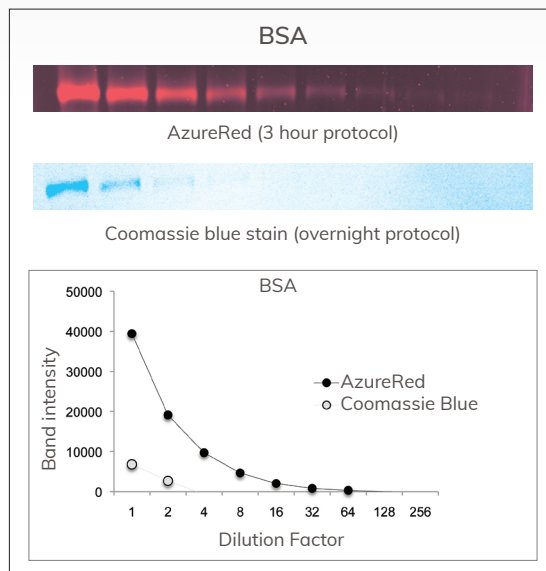 BSA
AzureRed (3 hour protocol)
Coomassie blue stain (overnight protocol)
BSA
50000
40000
30000
20000
10000
0
Band intensity
AzureRed
Coomassie Blue
1 2 4 8 16 32 64 128 256
Dilution Factor